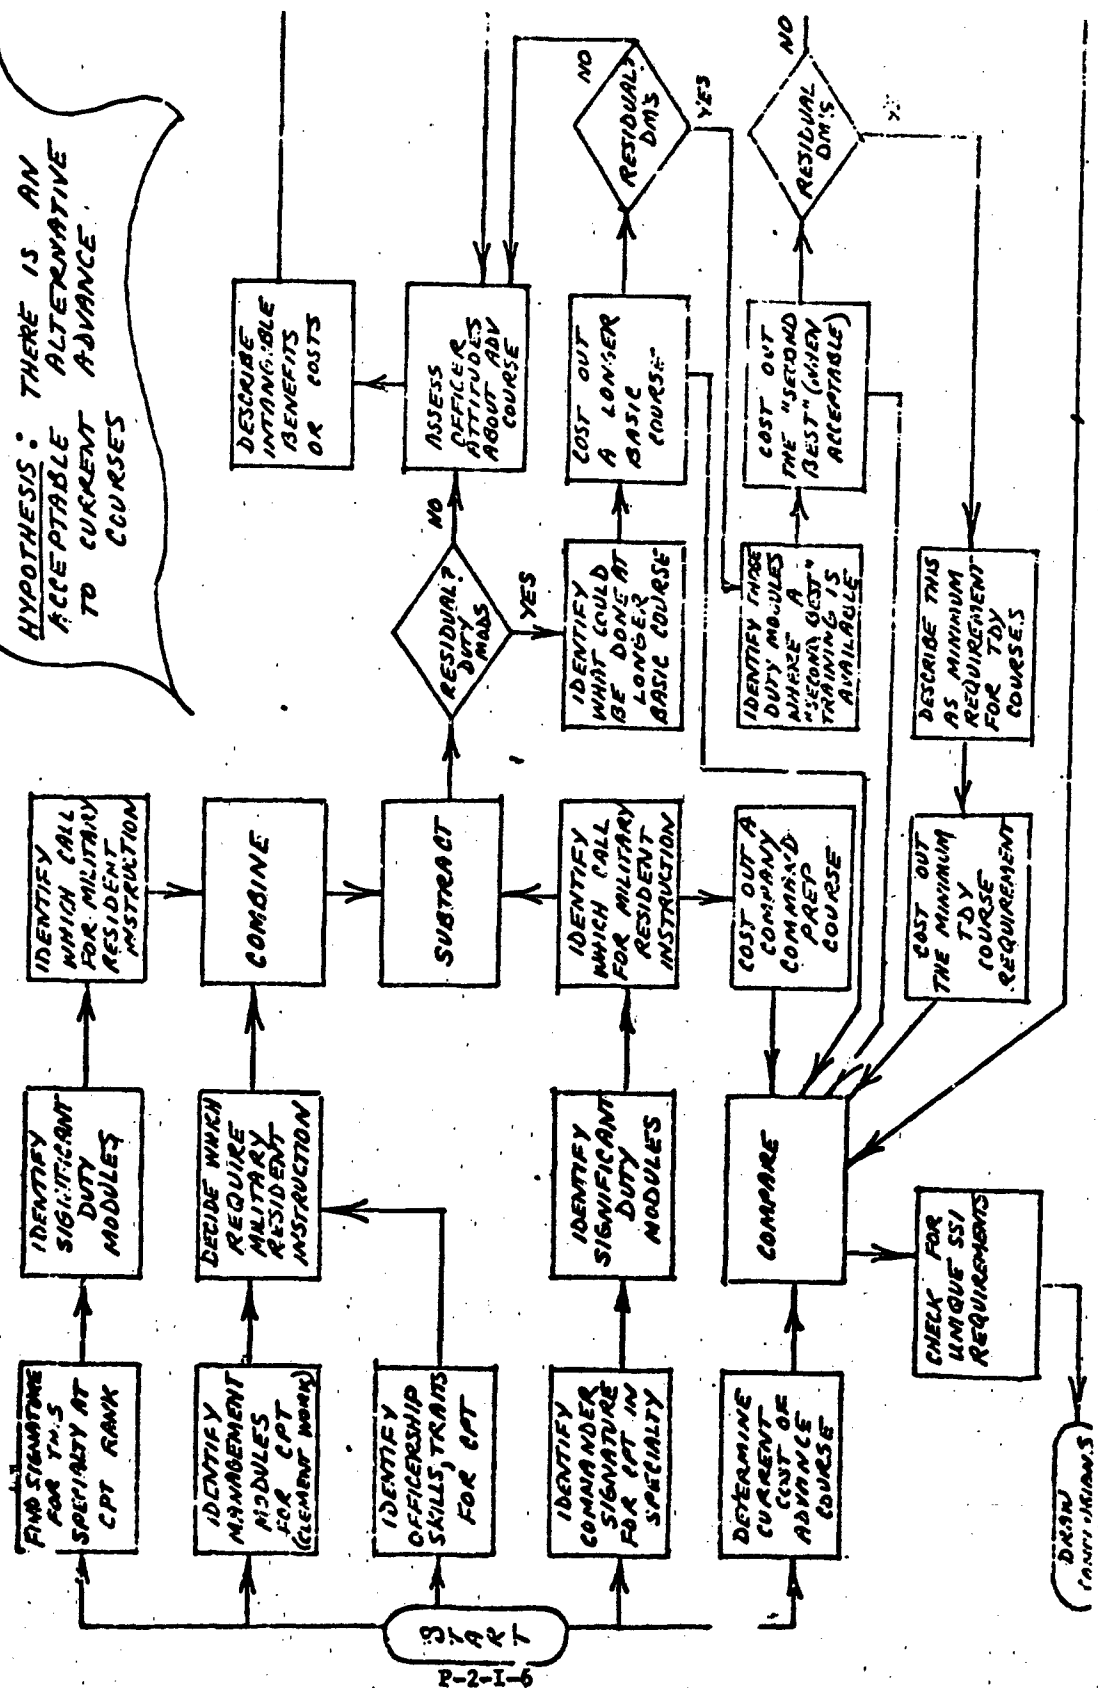 HYPOTHESIS: THERE IS AN
ACCEPTABLE ALTERNATIVE
TO CURRENT ADVANCE.
COURSES
START
FIND SIGNATURE
FOR THIS
SPECIALTY AT
CPT RANK
IDENTIFY
SIGNIFICANT
DUTY
MODULES
IDENTIFY
WHICH CALL
FOR MILITARY
RESIDENT
INSTRUCTION
IDENTIFY
MANAGEMENT
MODULES
FOR CPT
(CLEMENT WORK)
DECIDE WHICH
REQUIRE
MILITARY
RESIDENT
INSTRUCTION
COMBINE
DESCRIBE
INTANGIBLE
BENEFITS
OR COSTS
IDENTIFY
OFFICERSHIP
SKILLS, TRAITS
FOR CPT
SUBTRACT
RESIDUAL?
DUTY
MODS
NO
YES
ASSESS
OFFICER
ATTITUDES
ABOUT ADV
COURSE
IDENTIFY
COMMANDER
SIGNATURE
FOR CPT IN
SPECIALTY
IDENTIFY
SIGNIFICANT
DUTY
MODULES
IDENTIFY
WHICH CALL
FOR MILITARY
RESIDENT
INSTRUCTION
IDENTIFY
WHAT COULD
BE DONE AT
LONGER
BASIC COURSE
COST OUT
A LONGER
BASIC
COURSE
RESIDUAL?
DM'S
NO
YES
DETERMINE
CURRENT
COST OF
ADVANCE
COURSE
COMPARE
COST OUT A
COMPANY
COMMAND
PREP
COURSE
IDENTIFY THOSE
DUTY MODULES
WHERE A
"SECOND BEST"
TRAINING IS
AVAILABLE
COST OUT
THE "SECOND
BEST" (WHEN
ACCEPTABLE)
RESIDUAL?
DM'S
NO
CHECK FOR
UNIQUE SSI
REQUIREMENTS
COST OUT
THE MINIMUM
TDY
COURSE
REQUIREMENT
DESCRIBE THIS
AS MINIMUM
REQUIREMENT
FOR TDY
COURSES
DRAW
P-2-I-6